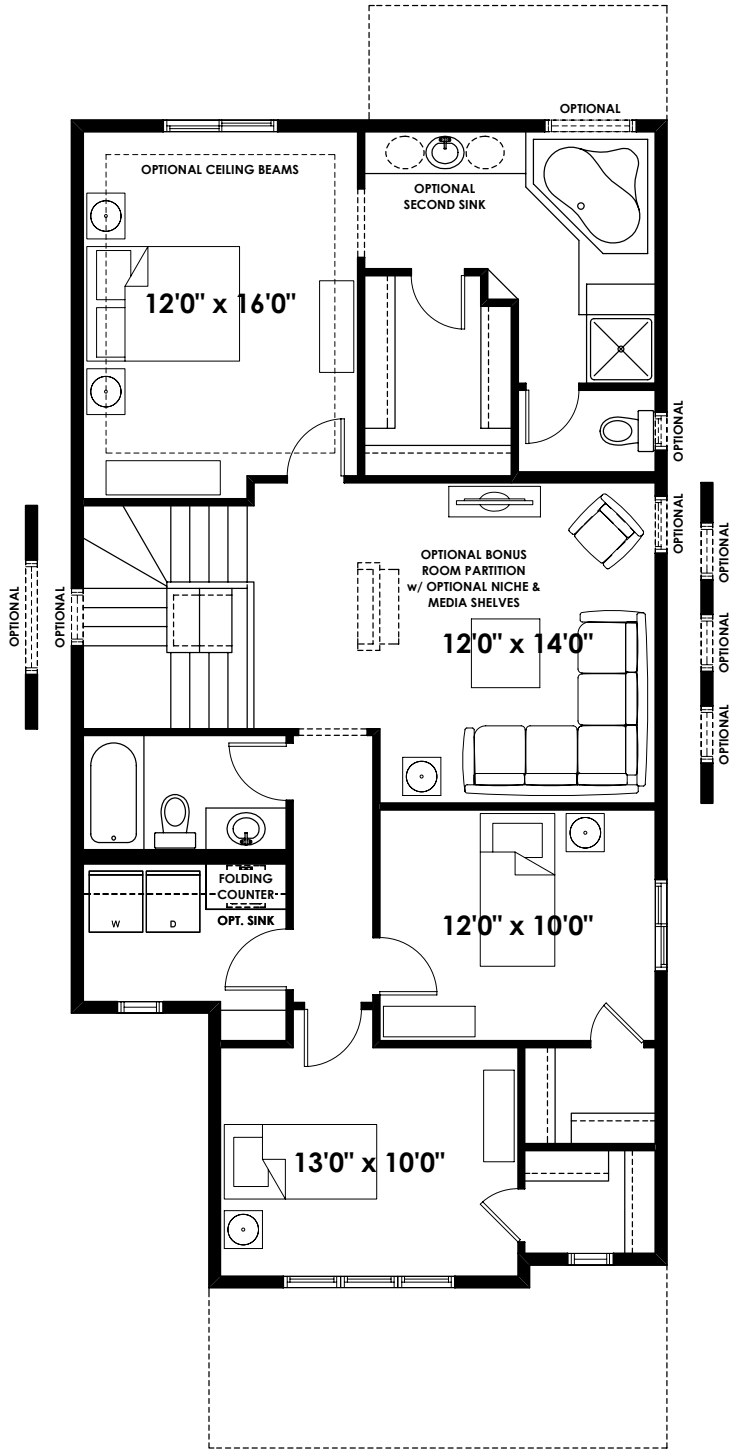 OPTIONAL
OPTIONAL CEILING BEAMS
OPTIONAL
SECOND SINK
12'0" x 16'0"
OPTIONAL
OPTIONAL
OPTIONAL BONUS
ROOM PARTITION
w/ OPTIONAL NICHE &
MEDIA SHELVES
OPTIONAL
OPTIONAL
OPTIONAL
12'0" x 14'0"
OPTIONAL
OPTIONAL
FOLDING
COUNTER
OPT. SINK
W
D
12'0" x 10'0"
13'0" x 10'0"